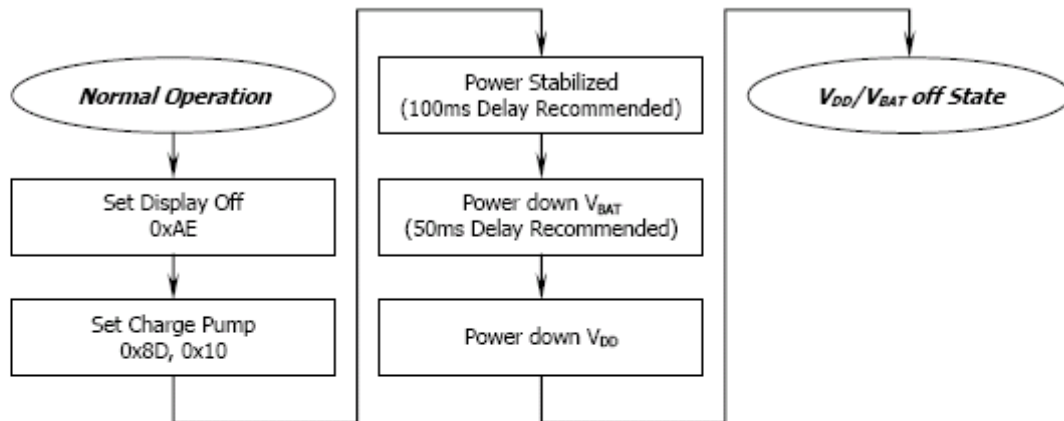 Normal Operation
Set Display Off
0xAE
Set Charge Pump
0x8D, 0x10
Power Stabilized
(100ms Delay Recommended)
Power down VBAT
(50ms Delay Recommended)
Power down VDD
VDD/VBAT off State